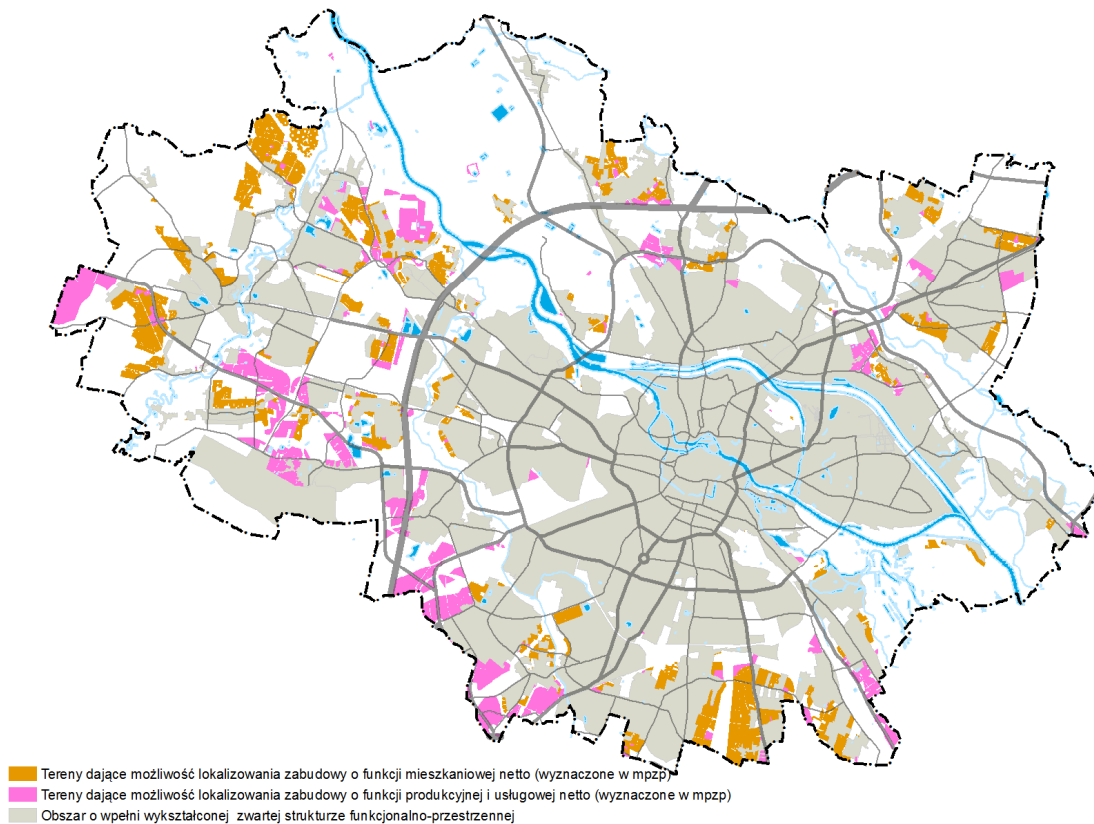 Tereny dające możliwość lokalizowania zabudowy o funkcji mieszkaniowej netto (wyznaczone w mpzp)
Tereny dające możliwość lokalizowania zabudowy o funkcji produkcyjnej i usługowej netto (wyznaczone w mpzp)
Obszar o wpełni wykształconej zwartej strukturze funkcjonalno-przestrzennej